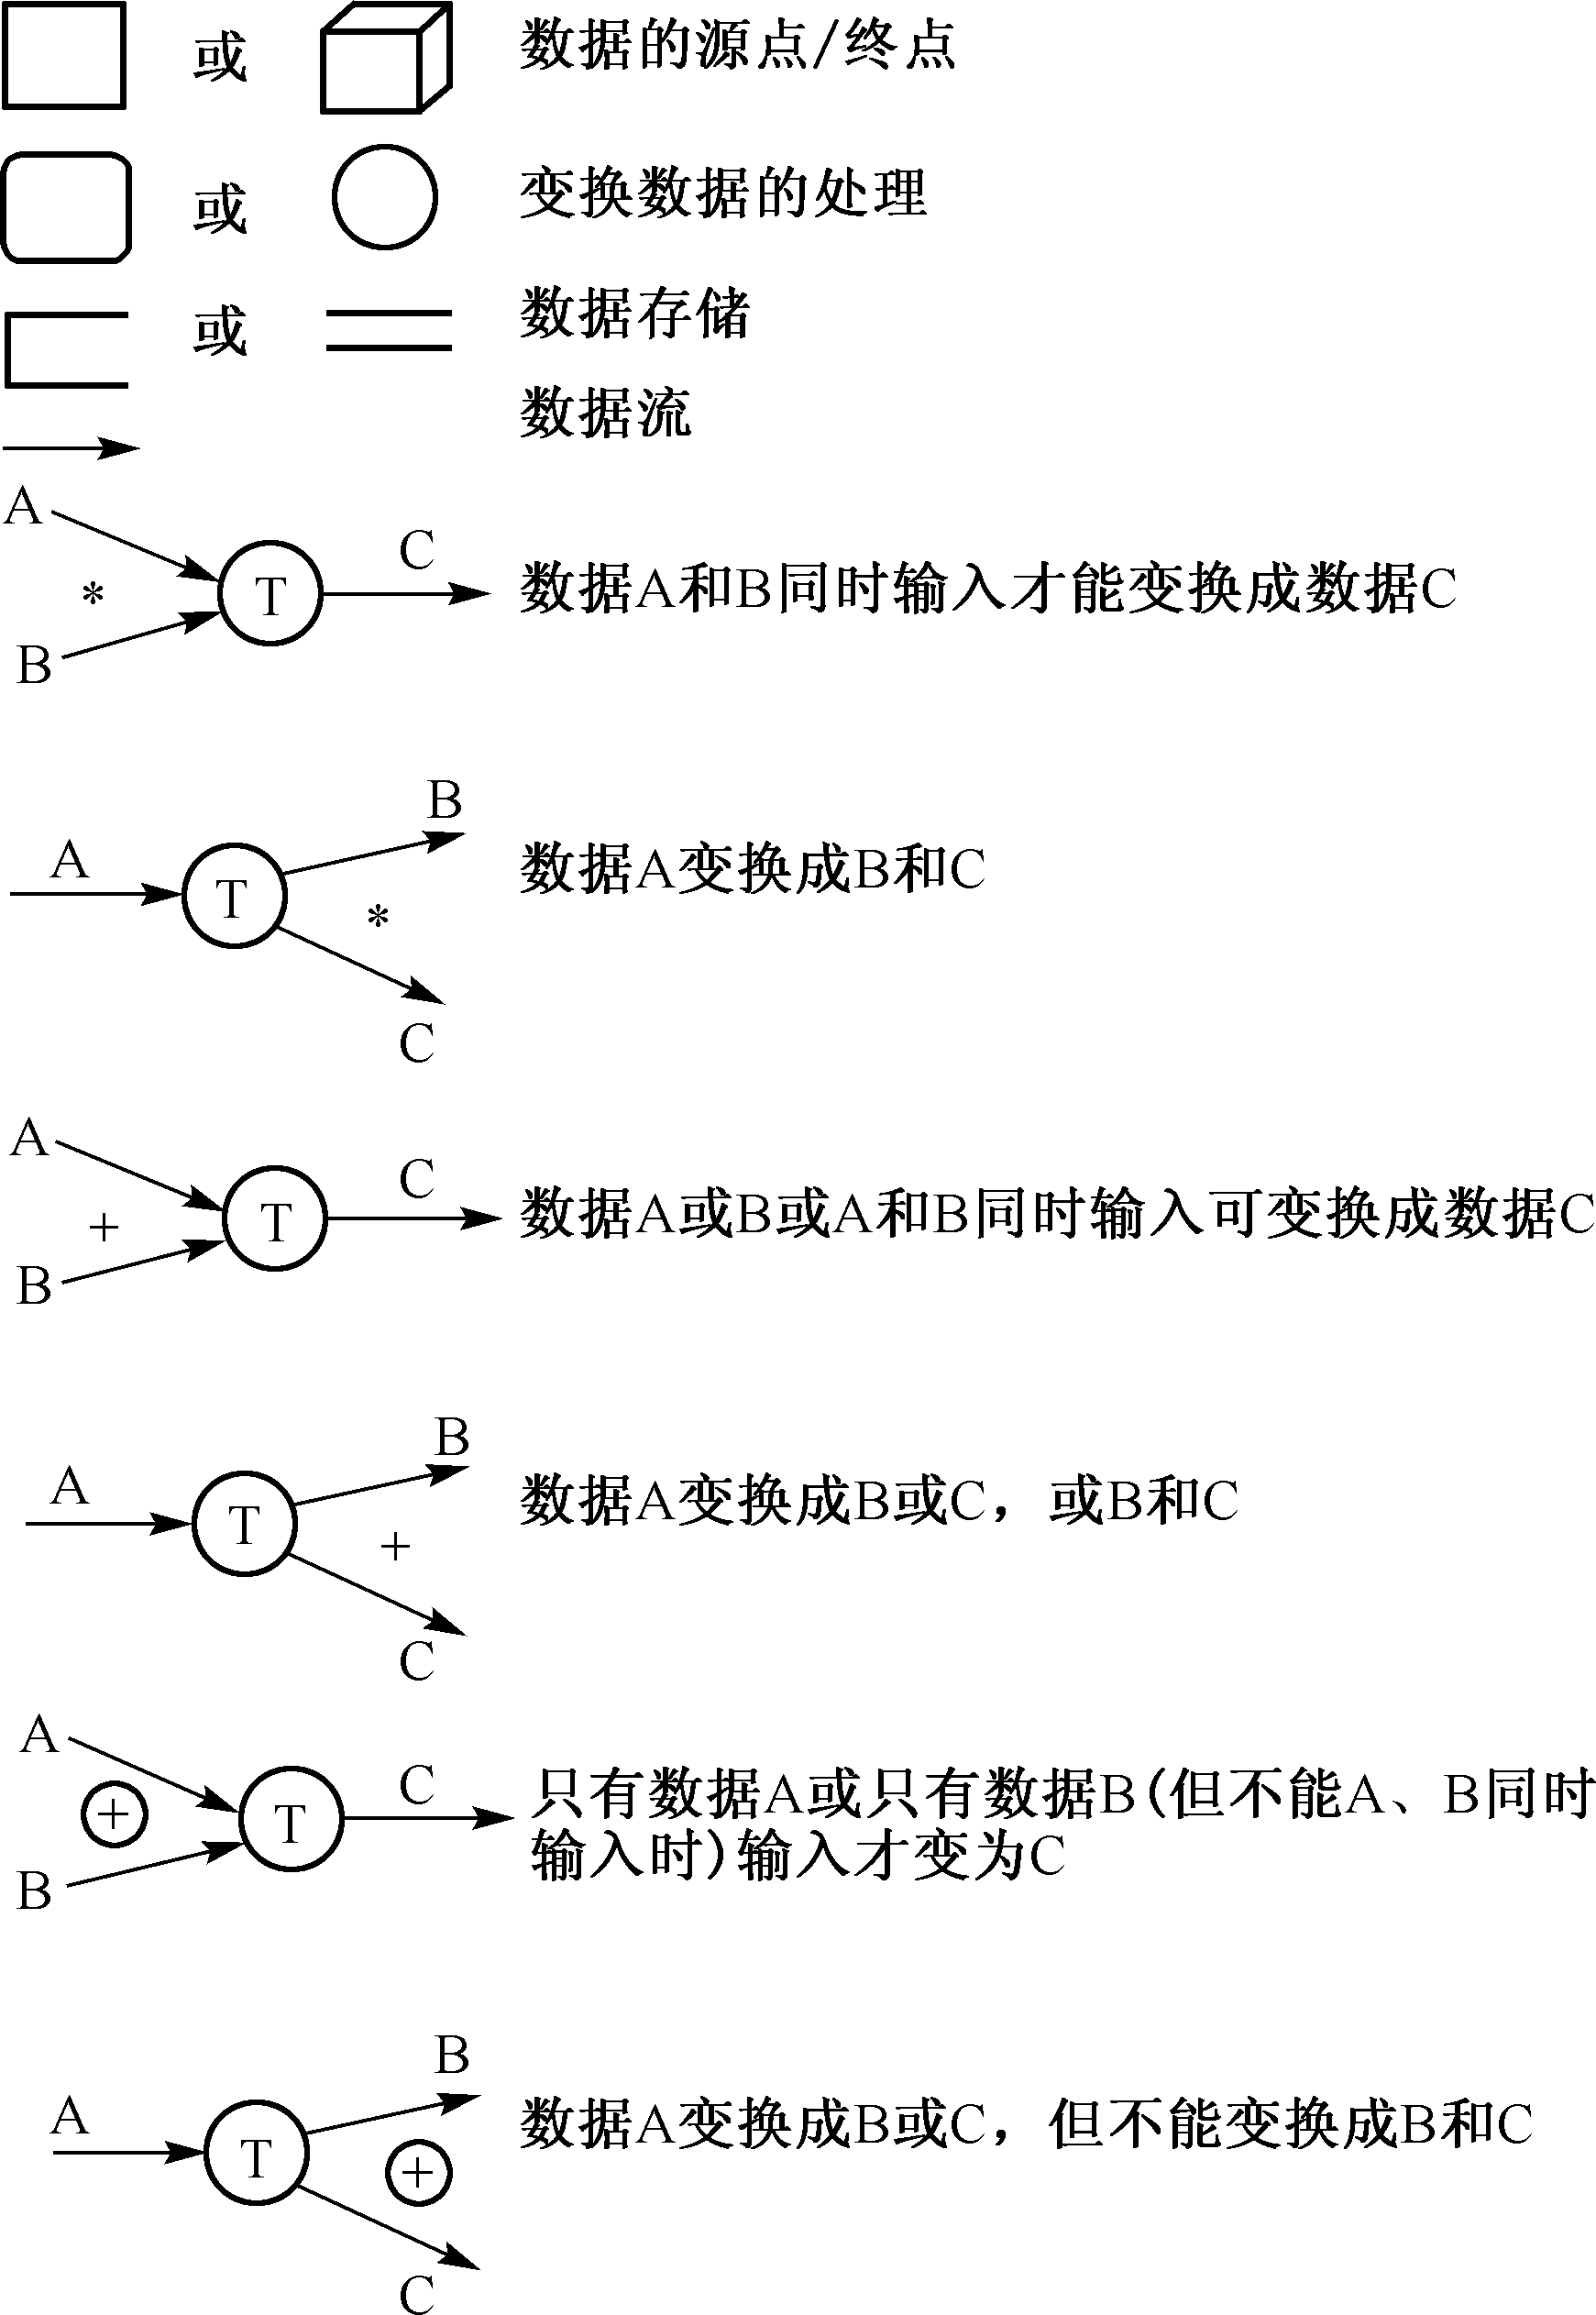 或 数据的源点/终点
或 变换数据的处理
或 数据存储
数据流
A
C
* T 数据A和B同时输入才能变换成数据C
B
B
A T 数据A变换成B和C
*
C
A
C
+ T 数据A或B或A和B同时输入可变换成数据C
B
B
A T 数据A变换成B或C，或B和C
+
C
A
C 只有数据A或只有数据B(但不能A、B同时
+ T
输入时)输入才变为C
B
B
A T 数据A变换成B或C，但不能变换成B和C
+
C